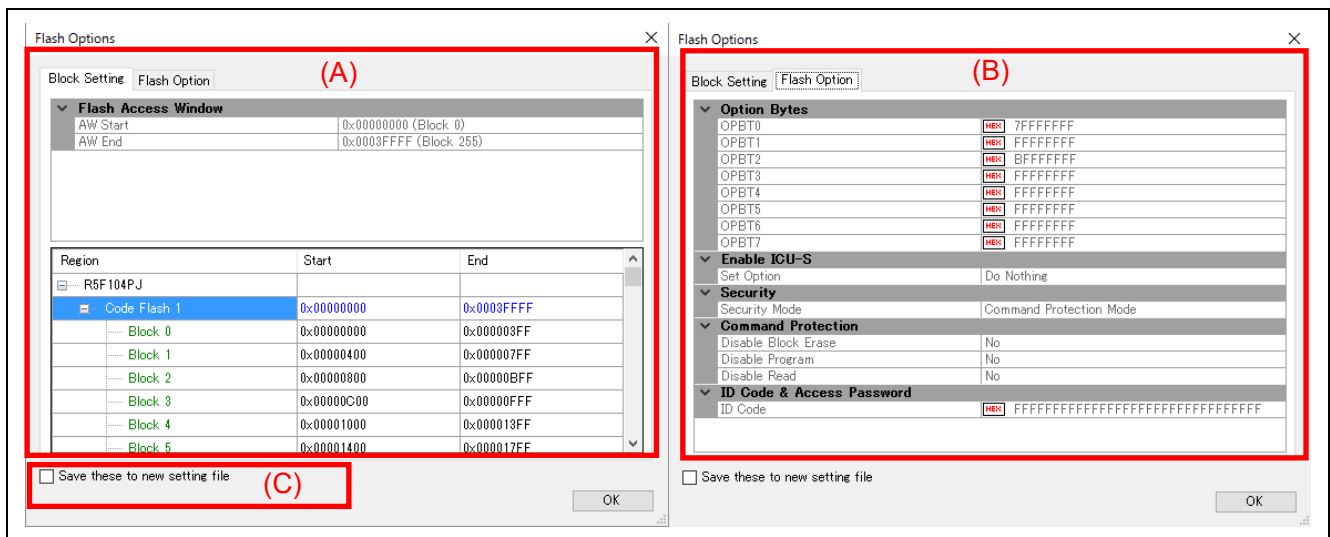 Flash Options
Block Setting Flash Option (A)
Flash Access Window
AW Start 0x00000000 (Block 0)
AW End 0x0003FFFF (Block 255)
Region Start End
R5F104PJ
Code Flash 1 0x00000000 0x0003FFFF
Block 0 0x00000000 0x000003FF
Block 1 0x00000400 0x000007FF
Block 2 0x00000800 0x00000BFF
Block 3 0x00000C00 0x00000FFF
Block 4 0x00001000 0x000013FF
Block 5 0x00001400 0x000017FF
Save these to new setting file (C)
OK
Flash Options
Block Setting Flash Option (B)
Option Bytes
OPBT0 HEX 7FFFFFFF
OPBT1 HEX FFFFFFFF
OPBT2 HEX BFFFFFFF
OPBT3 HEX FFFFFFFF
OPBT4 HEX FFFFFFFF
OPBT5 HEX FFFFFFFF
OPBT6 HEX FFFFFFFF
OPBT7 HEX FFFFFFFF
Enable ICU-S
Set Option Do Nothing
Security
Security Mode Command Protection Mode
Command Protection
Disable Block Erase No
Disable Program No
Disable Read No
ID Code & Access Password
ID Code HEX FFFFFFFFFFFFFFFFFFFFFFFFFFFFFFFF
Save these to new setting file
OK